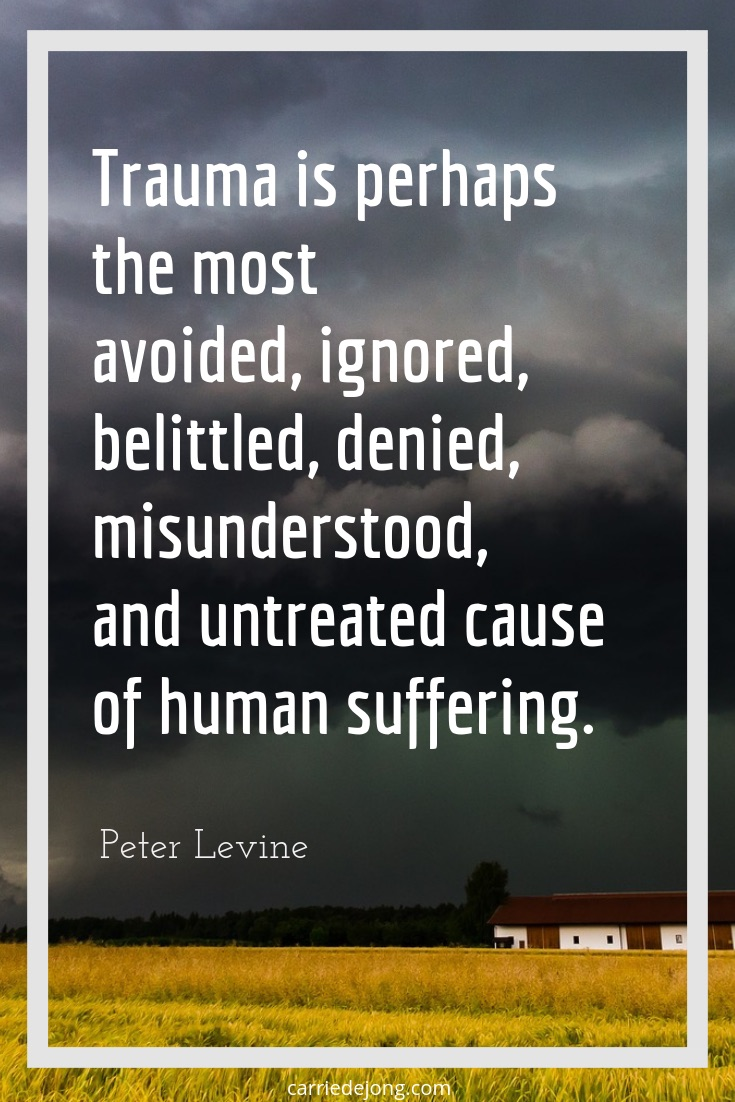 Trauma is perhaps
the most
avoided, ignored,
belittled, denied,
misunderstood,
and untreated cause
of human suffering.
Peter Levine
carriedejong.com